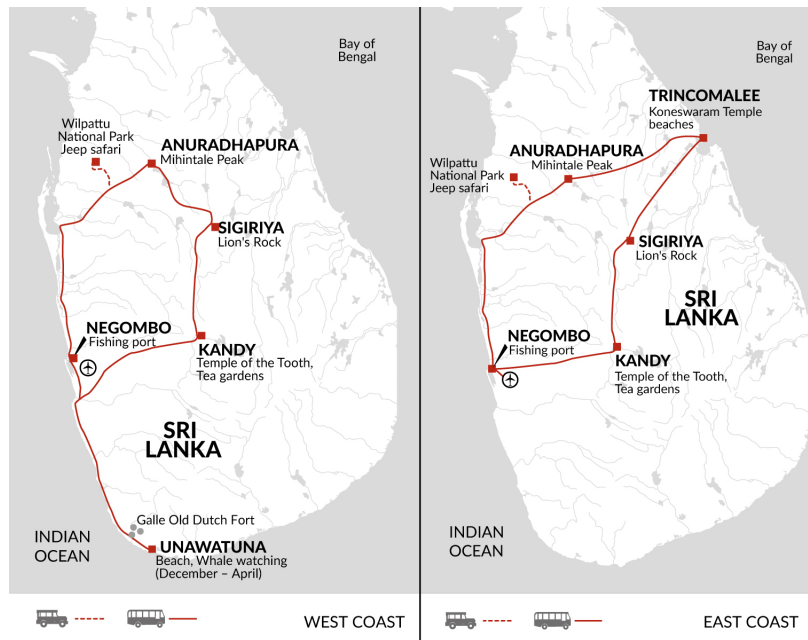 Bay of
Bengal
Wilpattu
National Park
Jeep safari
ANURADHAPURA
Mihintale Peak
SIGIRIYA
Lion's Rock
NEGOMBO
Fishing port
KANDY
Temple of the Tooth,
Tea gardens
SRI
LANKA
Galle Old Dutch Fort
INDIAN
OCEAN
UNAWATUNA
Beach, Whale watching
(December – April)
WEST COAST
Bay of
Bengal
TRINCOMALEE
Koneswaram Temple
beaches
ANURADHAPURA
Mihintale Peak
Wilpattu
National Park
Jeep safari
SIGIRIYA
Lion's Rock
SRI
LANKA
NEGOMBO
Fishing port
KANDY
Temple of the Tooth,
Tea gardens
INDIAN
OCEAN
EAST COAST